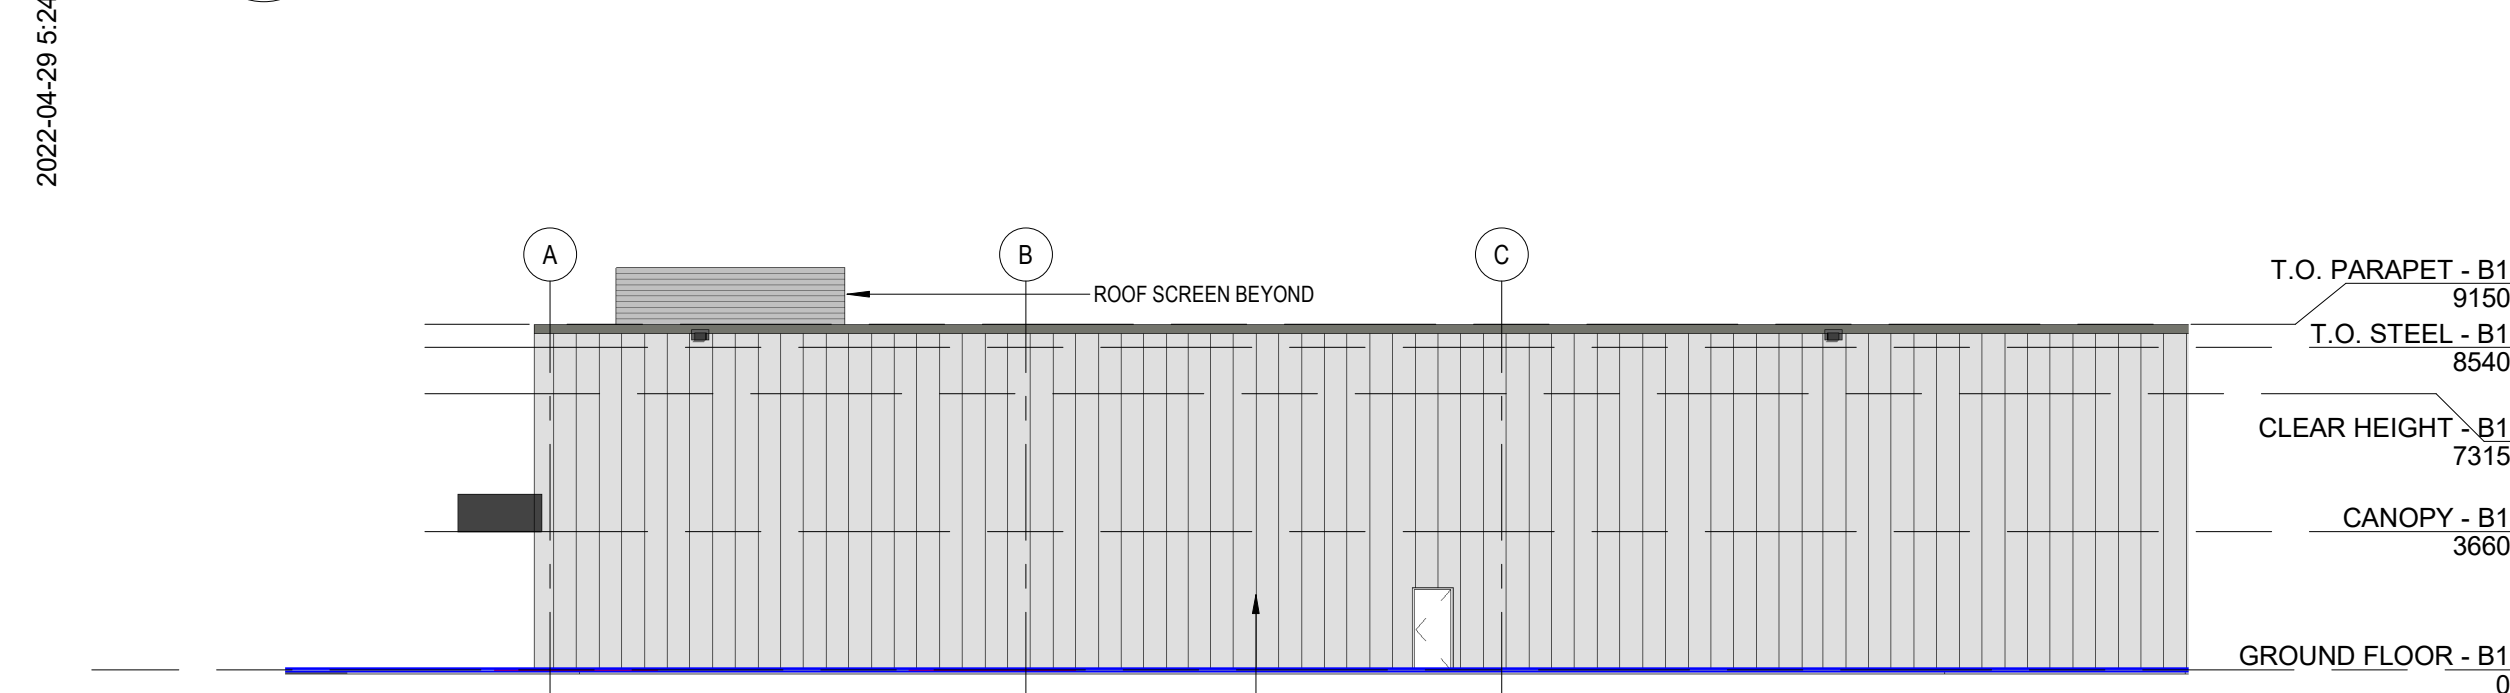 2022-04-29 5:24
A
B
C
ROOF SCREEN BEYOND
T.O. PARAPET - B1
9150
T.O. STEEL - B1
8540
CLEAR HEIGHT - B1
7315
CANOPY - B1
3660
GROUND FLOOR - B1
0